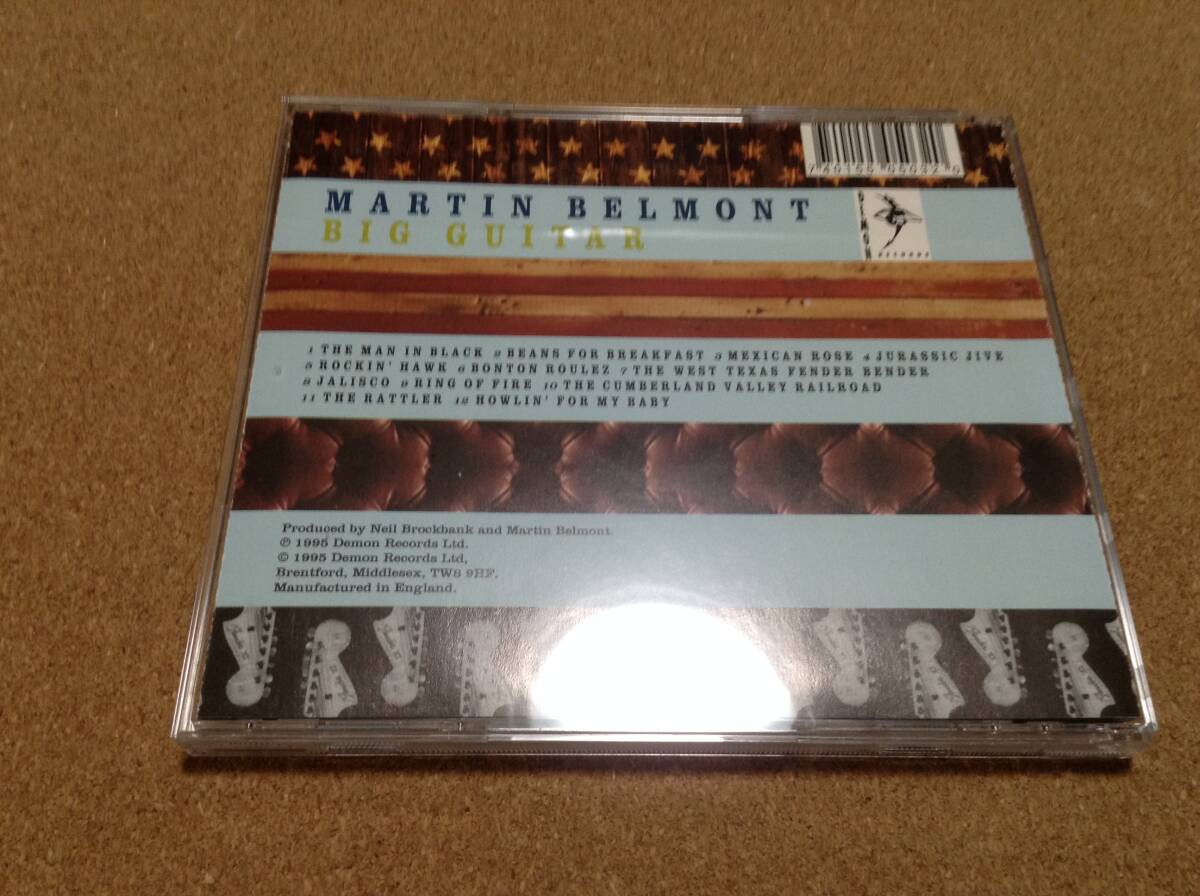 MARTIN BELMONT
BIG GUITAR
DEMON
RECORDS
1 THE MAN IN BLACK 2 BEANS FOR BREAKFAST 3 MEXICAN ROSE 4 JURASSIC JIVE
5 ROCKIN' HAWK 6 BONTON ROULEZ 7 THE WEST TEXAS FENDER BENDER
8 JALISCO 9 RING OF FIRE 10 THE CUMBERLAND VALLEY RAILROAD
11 THE RATTLER 12 HOWLIN' FOR MY BABY
Produced by Neil Brockbank and Martin Belmont.
℗ 1995 Demon Records Ltd.
© 1995 Demon Records Ltd,
Brentford, Middlesex, TW8 9HF.
Manufactured in England.